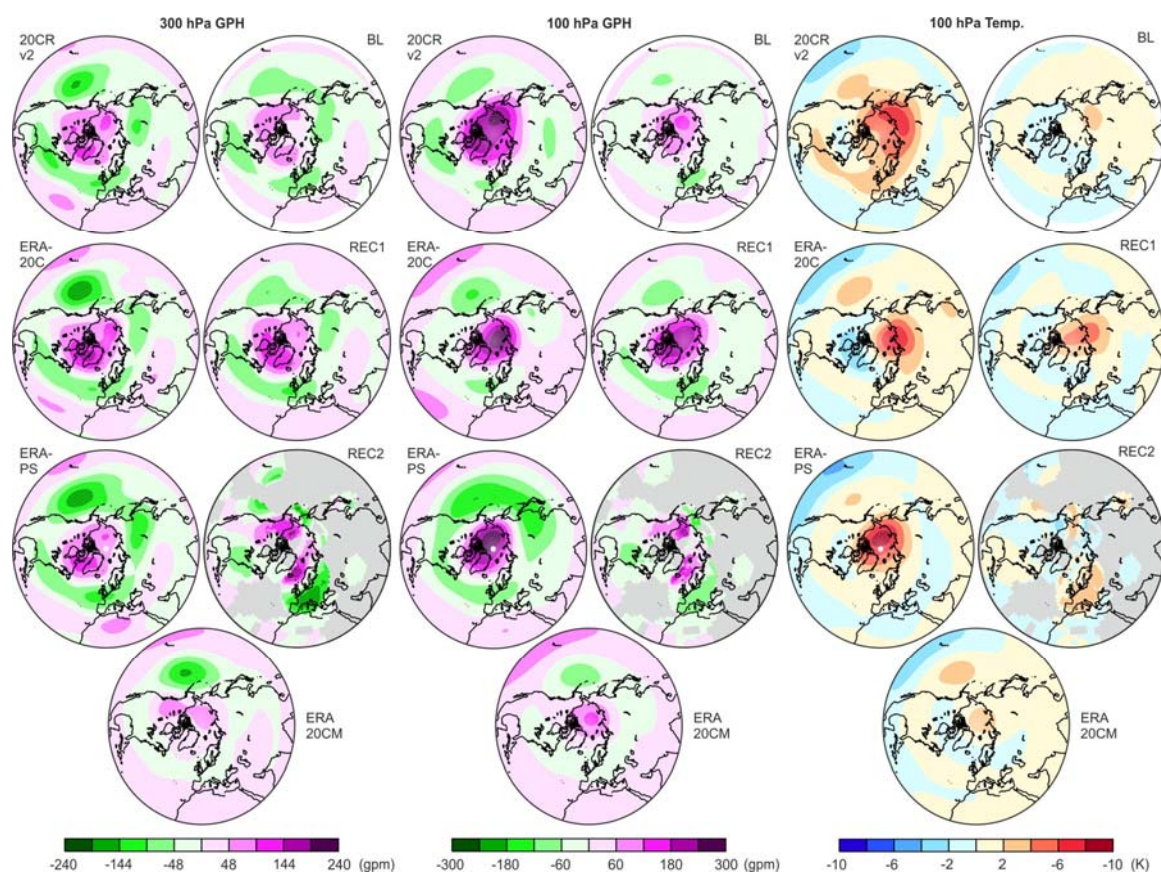 300 hPa GPH 100 hPa GPH 100 hPa Temp.
20CR v2 BL 20CR v2 BL 20CR v2 BL
ERA-20C REC1 ERA-20C REC1 ERA-20C REC1
ERA-PS REC2 ERA-PS REC2 ERA-PS REC2
ERA 20CM ERA 20CM ERA 20CM
-240 -144 -48 48 144 240 (gpm) -300 -180 -60 60 180 300 (gpm) -10 -6 -2 2 -6 -10 (K)